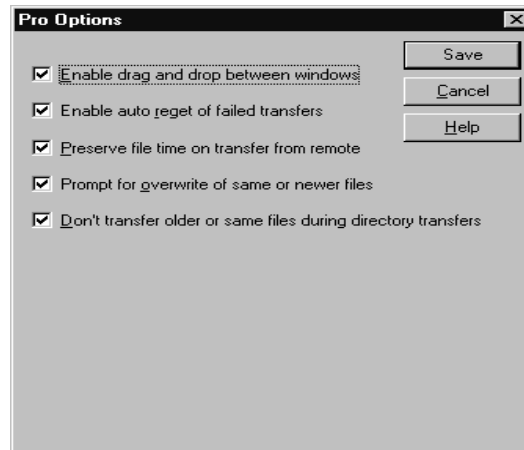 Pro Options
Save
Enable drag and drop between windows
Cancel
Enable auto reget of failed transfers
Help
Preserve file time on transfer from remote
Prompt for overwrite of same or newer files
Don't transfer older or same files during directory transfers